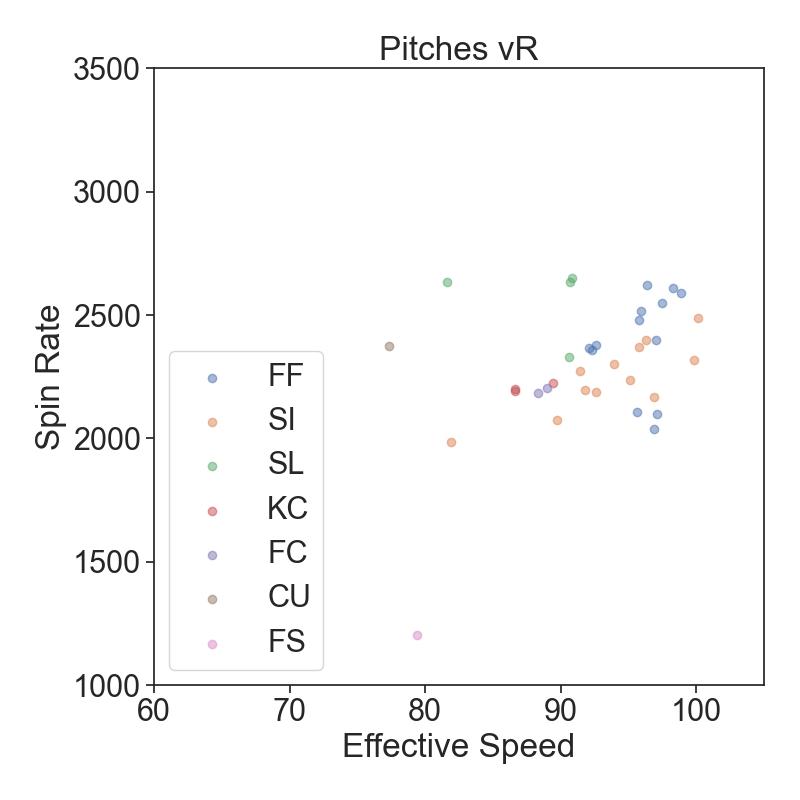 Pitches vR
3500
3000
2500
2000
1500
1000
Spin Rate
FF
SI
SL
KC
FC
CU
FS
60 70 80 90 100
Effective Speed